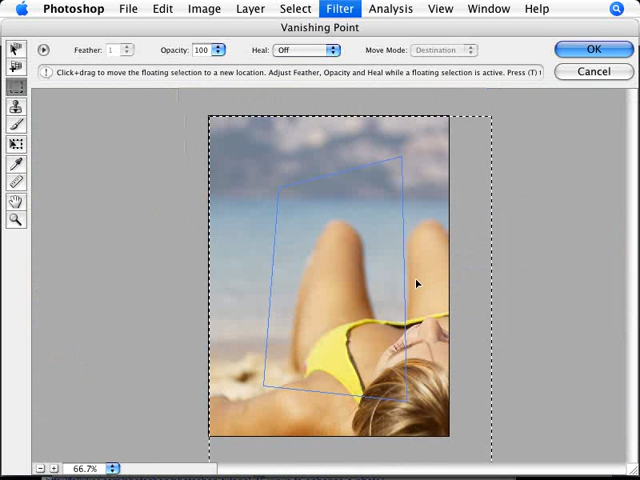 Photoshop File Edit Image Layer Select Filter Analysis View Window Help
Vanishing Point
Feather: 1 Opacity: 100 Heal: Off Move Mode: Destination OK
Click+drag to move the floating selection to a new location. Adjust Feather, Opacity and Heal while a floating selection is active. Press (T) t
Cancel
66.7%